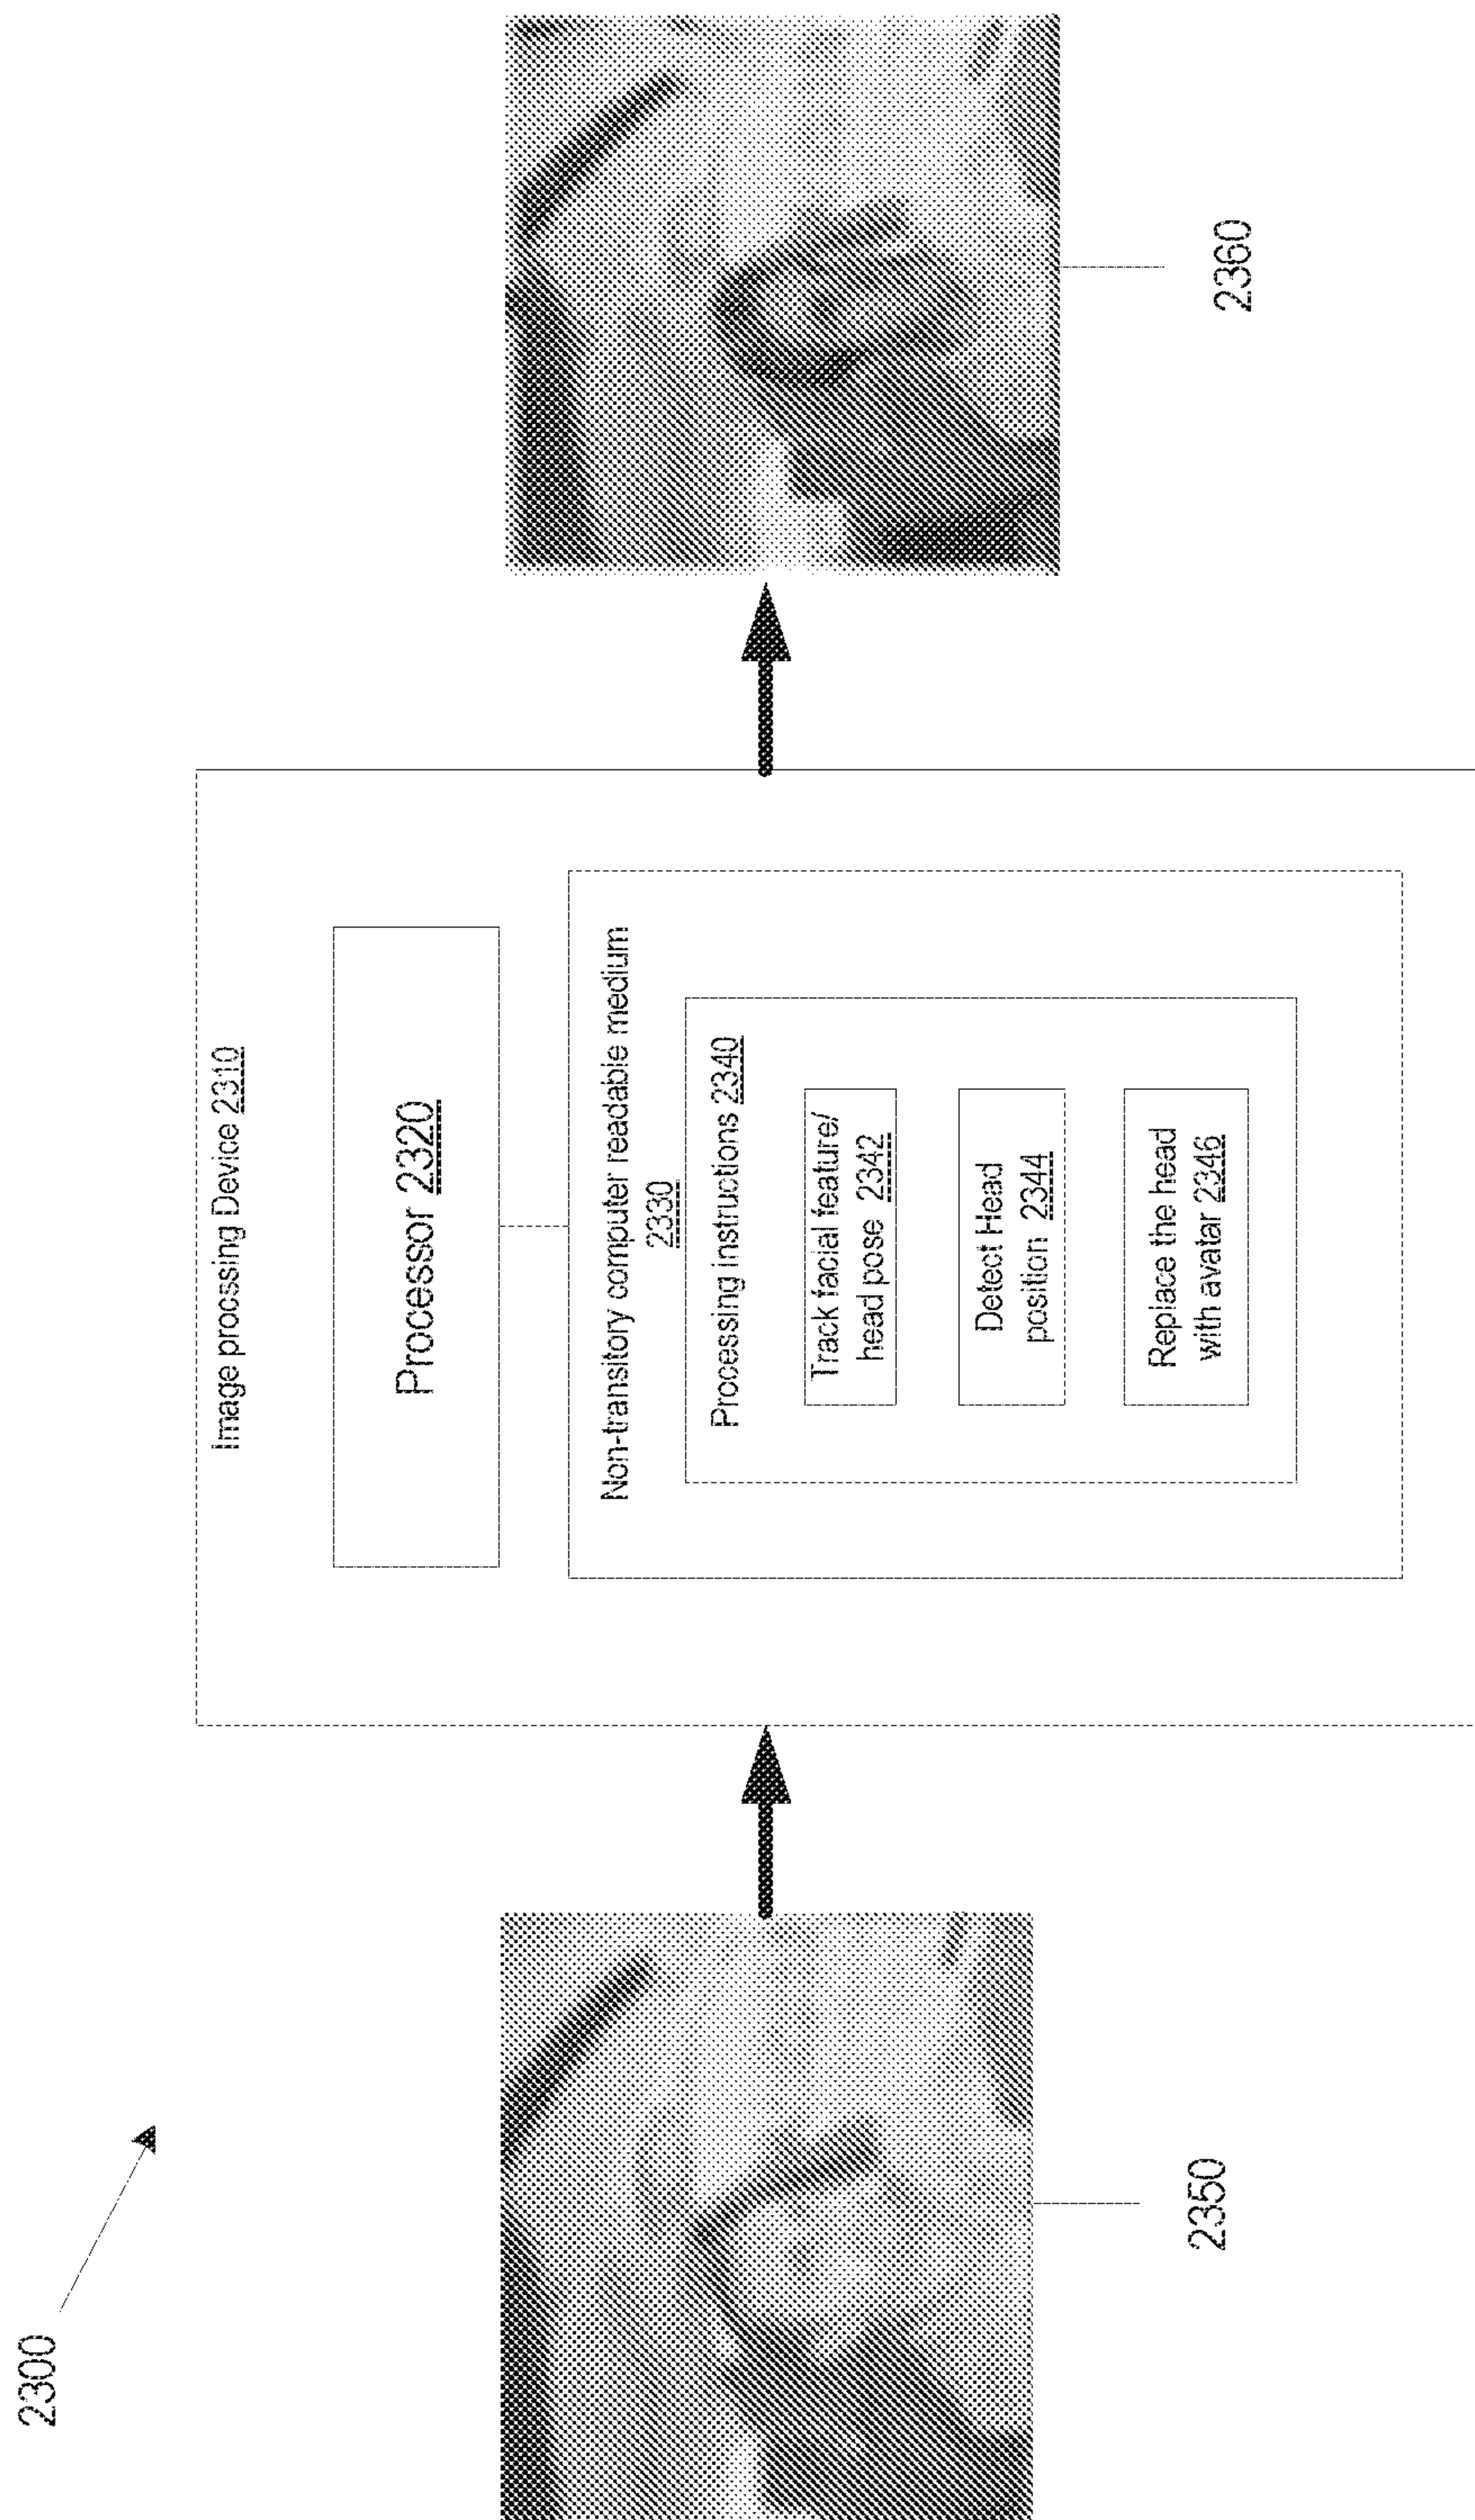 2300
Image procssing Device 2310
Processor 2320
Non-transitory computer readable medium
2330
Processing instructions 2340
Track facial feature/
head pose 2342
Detect Head
position 2344
Replace the head
with avatar 2346
2350
2360